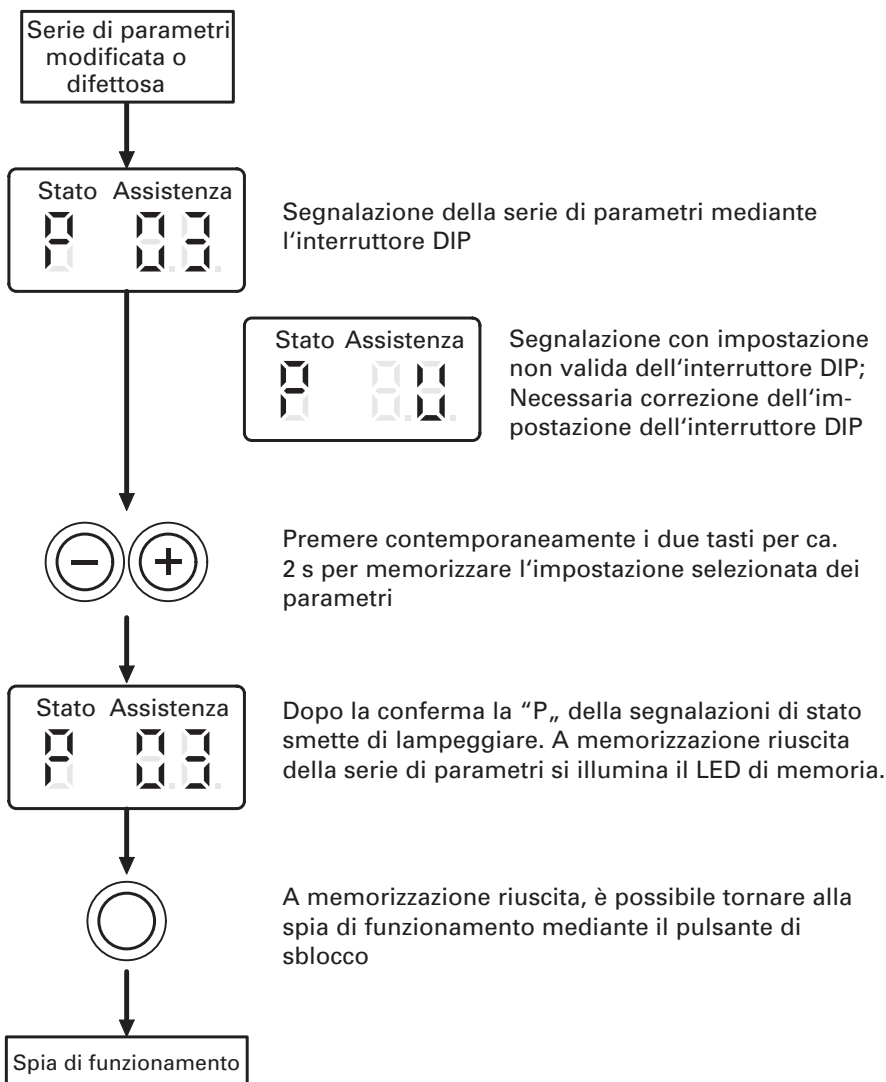 Serie di parametri
modificata o
difettosa
Stato Assistenza
P 03
Segnalazione della serie di parametri mediante
l‘interruttore DIP
Stato Assistenza
P U
Segnalazione con impostazione
non valida dell‘interruttore DIP;
Necessaria correzione dell‘im-
postazione dell‘interruttore DIP
Premere contemporaneamente i due tasti per ca.
2 s per memorizzare l‘impostazione selezionata dei
parametri
Stato Assistenza
P 03
Dopo la conferma la “P„ della segnalazioni di stato
smette di lampeggiare. A memorizzazione riuscita
della serie di parametri si illumina il LED di memoria.
A memorizzazione riuscita, è possibile tornare alla
spia di funzionamento mediante il pulsante di
sblocco
Spia di funzionamento